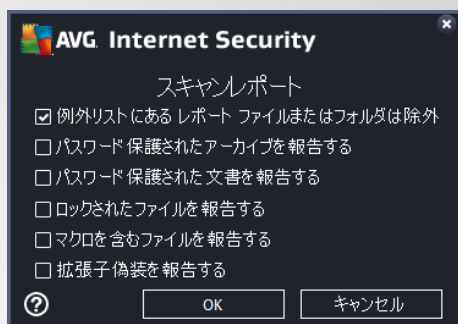 AVG. Internet Security
スキャンレポート
例外リストにある レポート ファイルまたはフォルダは除外
パスワード 保護されたアーカイブを報告する
パスワード 保護された 文書を報告する
ロックされたファイルを報告する
マクロを含むファイルを報告する
拡張子偽装を報告する
OK
キャンセル